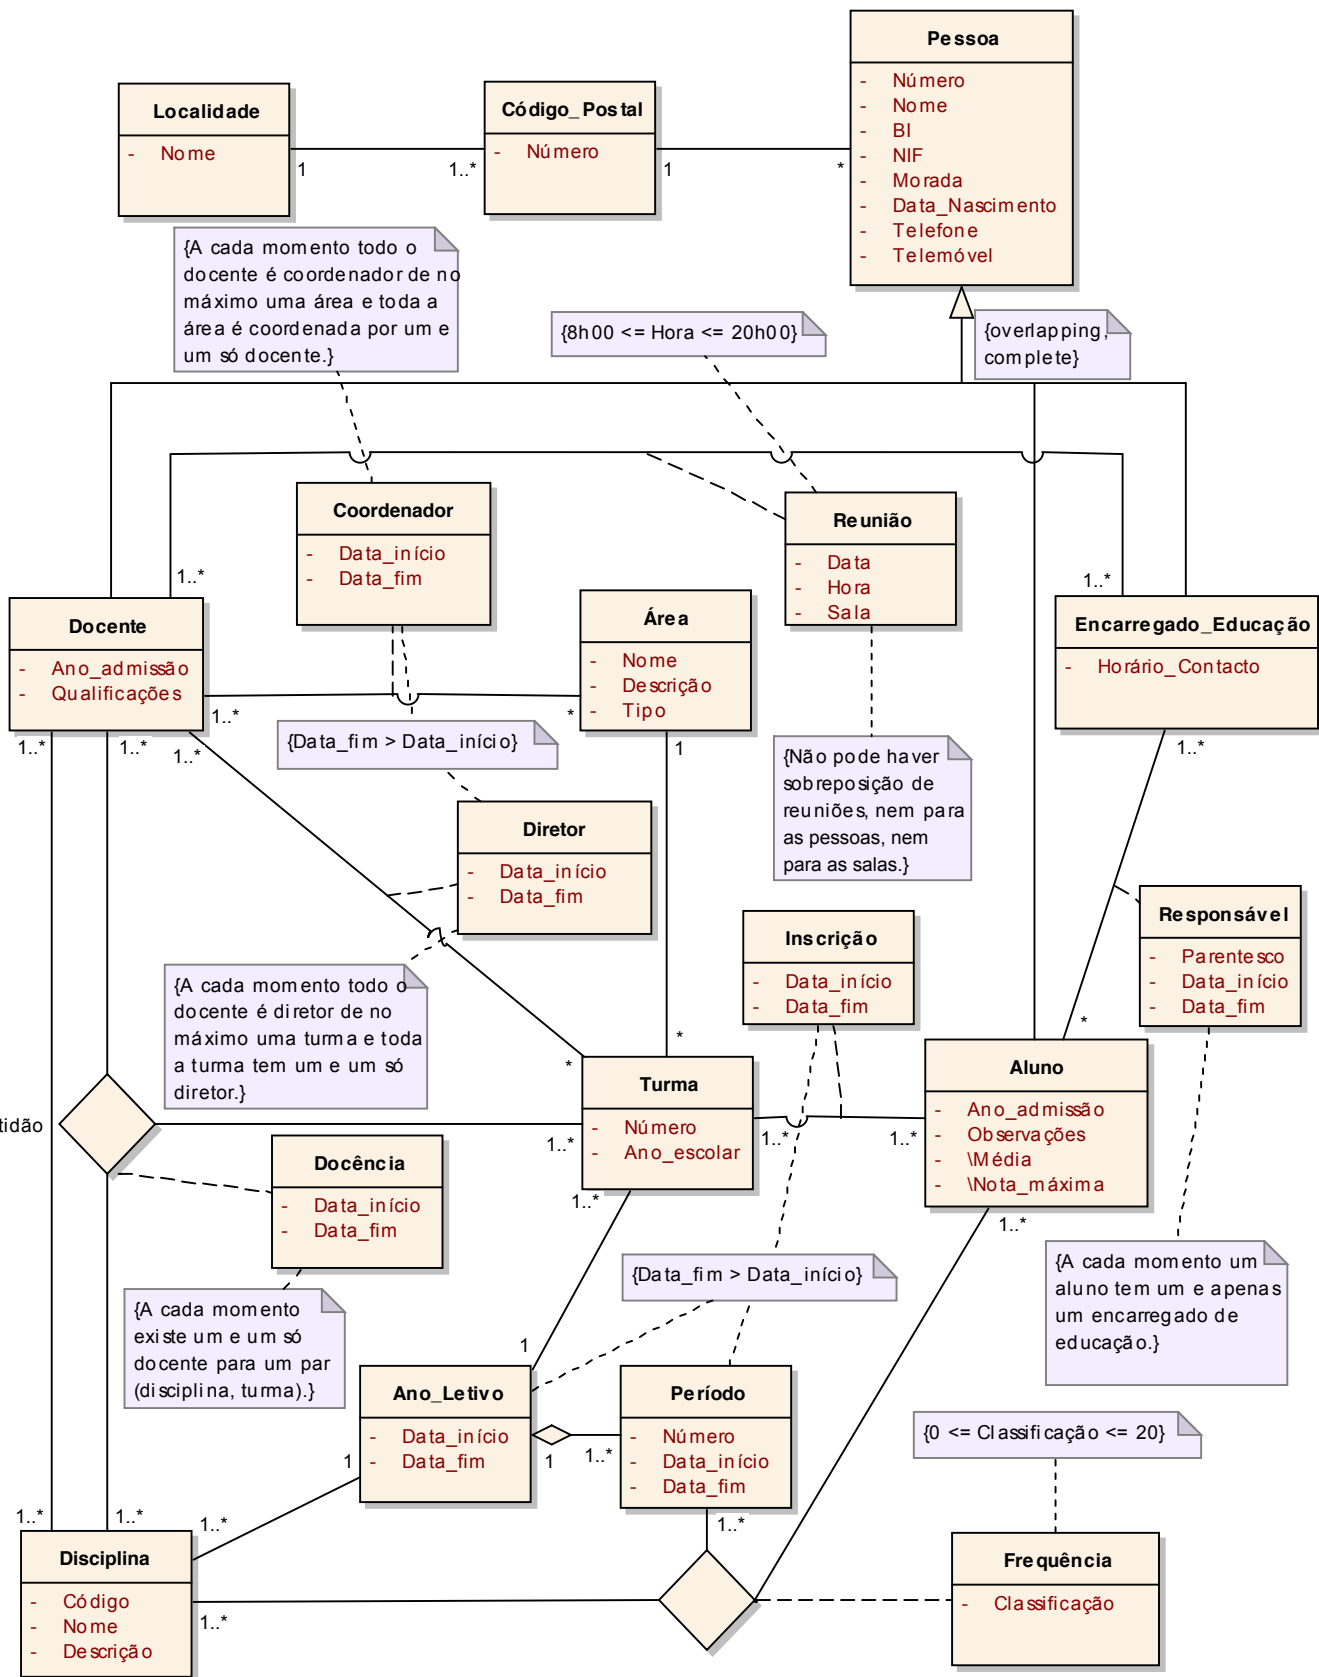 Pessoa
- Número
- Nome
- BI
- NIF
- Morada
- Data_Nascimento
- Telefone
- Telemóvel
Localidade
- Nome
1
1..*
Código_Postal
- Número
1
*
{A cada momento todo o
docente é coordenador de no
máximo uma área e toda a
área é coordenada por um e
um só docente.}
{8h00 <= Hora <= 20h00}
{overlapping,
complete}
Coordenador
- Data_início
- Data_fim
Reunião
- Data
- Hora
- Sala
1..*
1..*
Docente
- Ano_admissão
- Qualificações
Área
- Nome
- Descrição
- Tipo
Encarregado_Educação
- Horário_Contacto
1..*
*
1..*
1..*
1..*
1
1..*
{Data_fim > Data_início}
{Não pode haver
sobreposição de
reuniões, nem para
as pessoas, nem
para as salas.}
Diretor
- Data_início
- Data_fim
Responsável
- Parentesco
- Data_início
- Data_fim
Inscrição
- Data_início
- Data_fim
{A cada momento todo o
docente é diretor de no
máximo uma turma e toda
a turma tem um e um só
diretor.}
*
*
*
Turma
- Número
- Ano_escolar
Aluno
- Ano_admissão
- Observações
- \Média
- \Nota_máxima
tidão
1..*
1..*
1..*
1..*
1..*
Docência
- Data_início
- Data_fim
{A cada momento
existe um e um só
docente para um par
(disciplina, turma).}
{Data_fim > Data_início}
{A cada momento um
aluno tem um e apenas
um encarregado de
educação.}
1
Ano_Letivo
- Data_início
- Data_fim
1
1
1..*
Período
- Número
- Data_início
- Data_fim
{0 <= Classificação <= 20}
1..*
1..*
1..*
1..*
Disciplina
- Código
- Nome
- Descrição
1..*
Frequência
- Classificação